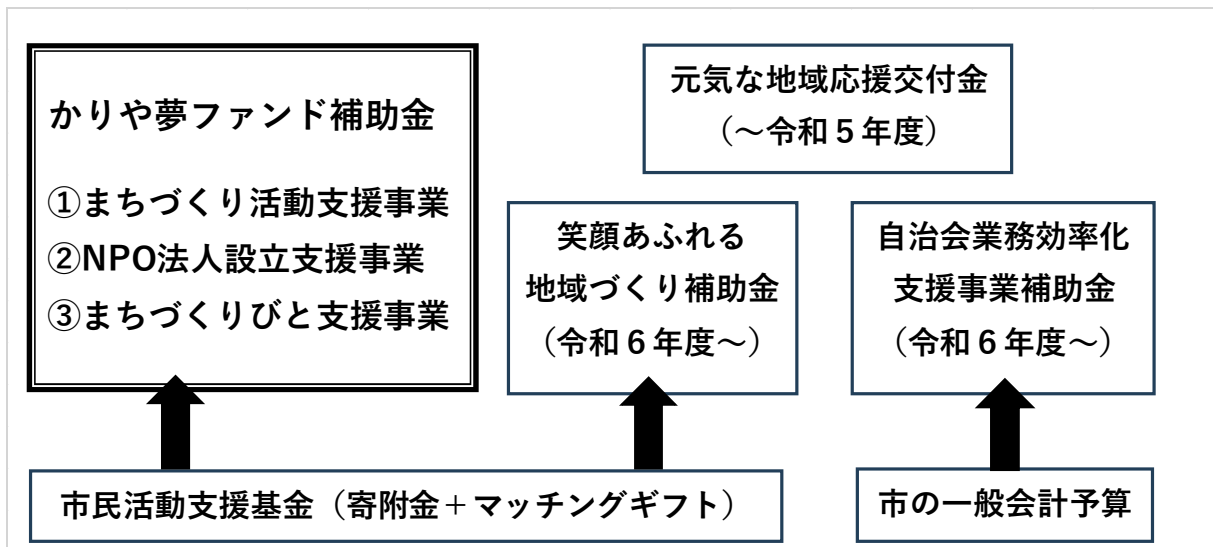 かりや夢ファンド補助金
①まちづくり活動支援事業
②NPO法人設立支援事業
③まちづくりびと支援事業
元気な地域応援交付金
（～令和５年度）
笑顔あふれる
地域づくり補助金
（令和６年度～）
自治会業務効率化
支援事業補助金
（令和６年度～）
市民活動支援基金（寄附金＋マッチングギフト）
市の一般会計予算